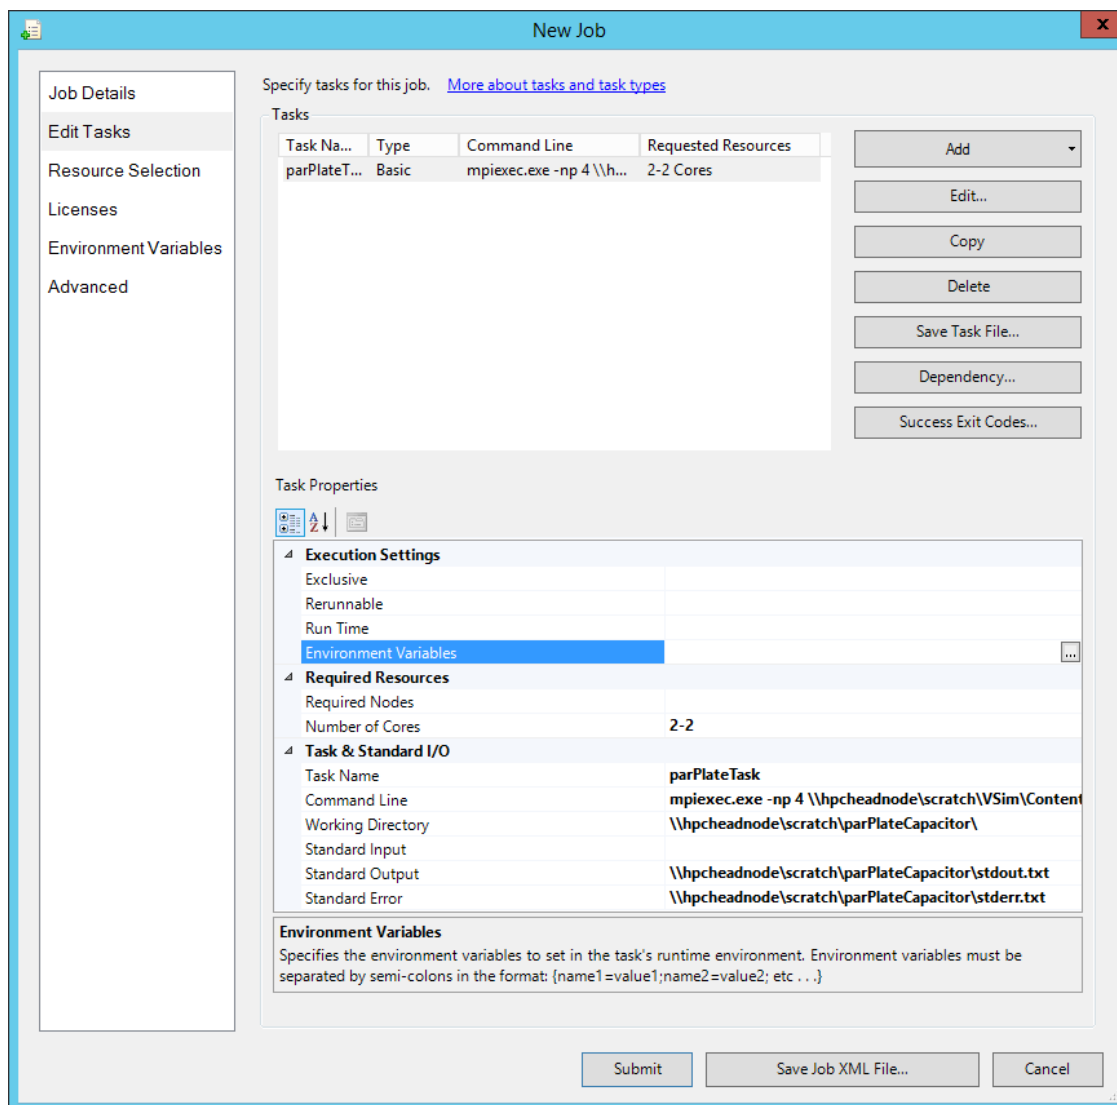 New Job
x
Job Details
Edit Tasks
Resource Selection
Licenses
Environment Variables
Advanced
Specify tasks for this job. More about tasks and task types
Tasks
Task Na... Type Command Line Requested Resources
parPlateT... Basic mpiexec.exe -np 4 \\h... 2-2 Cores
Add
Edit...
Copy
Delete
Save Task File...
Dependency...
Success Exit Codes...
Task Properties
Execution Settings
Exclusive
Rerunnable
Run Time
Environment Variables ...
Required Resources
Required Nodes
Number of Cores 2-2
Task & Standard I/O
Task Name parPlateTask
Command Line mpiexec.exe -np 4 \\hpcheadnode\scratch\VSim\Content
Working Directory \\hpcheadnode\scratch\parPlateCapacitor\
Standard Input
Standard Output \\hpcheadnode\scratch\parPlateCapacitor\stdout.txt
Standard Error \\hpcheadnode\scratch\parPlateCapacitor\stderr.txt
Environment Variables
Specifies the environment variables to set in the task's runtime environment. Environment variables must be
separated by semi-colons in the format: {name1=value1;name2=value2; etc . . .}
Submit
Save Job XML File...
Cancel